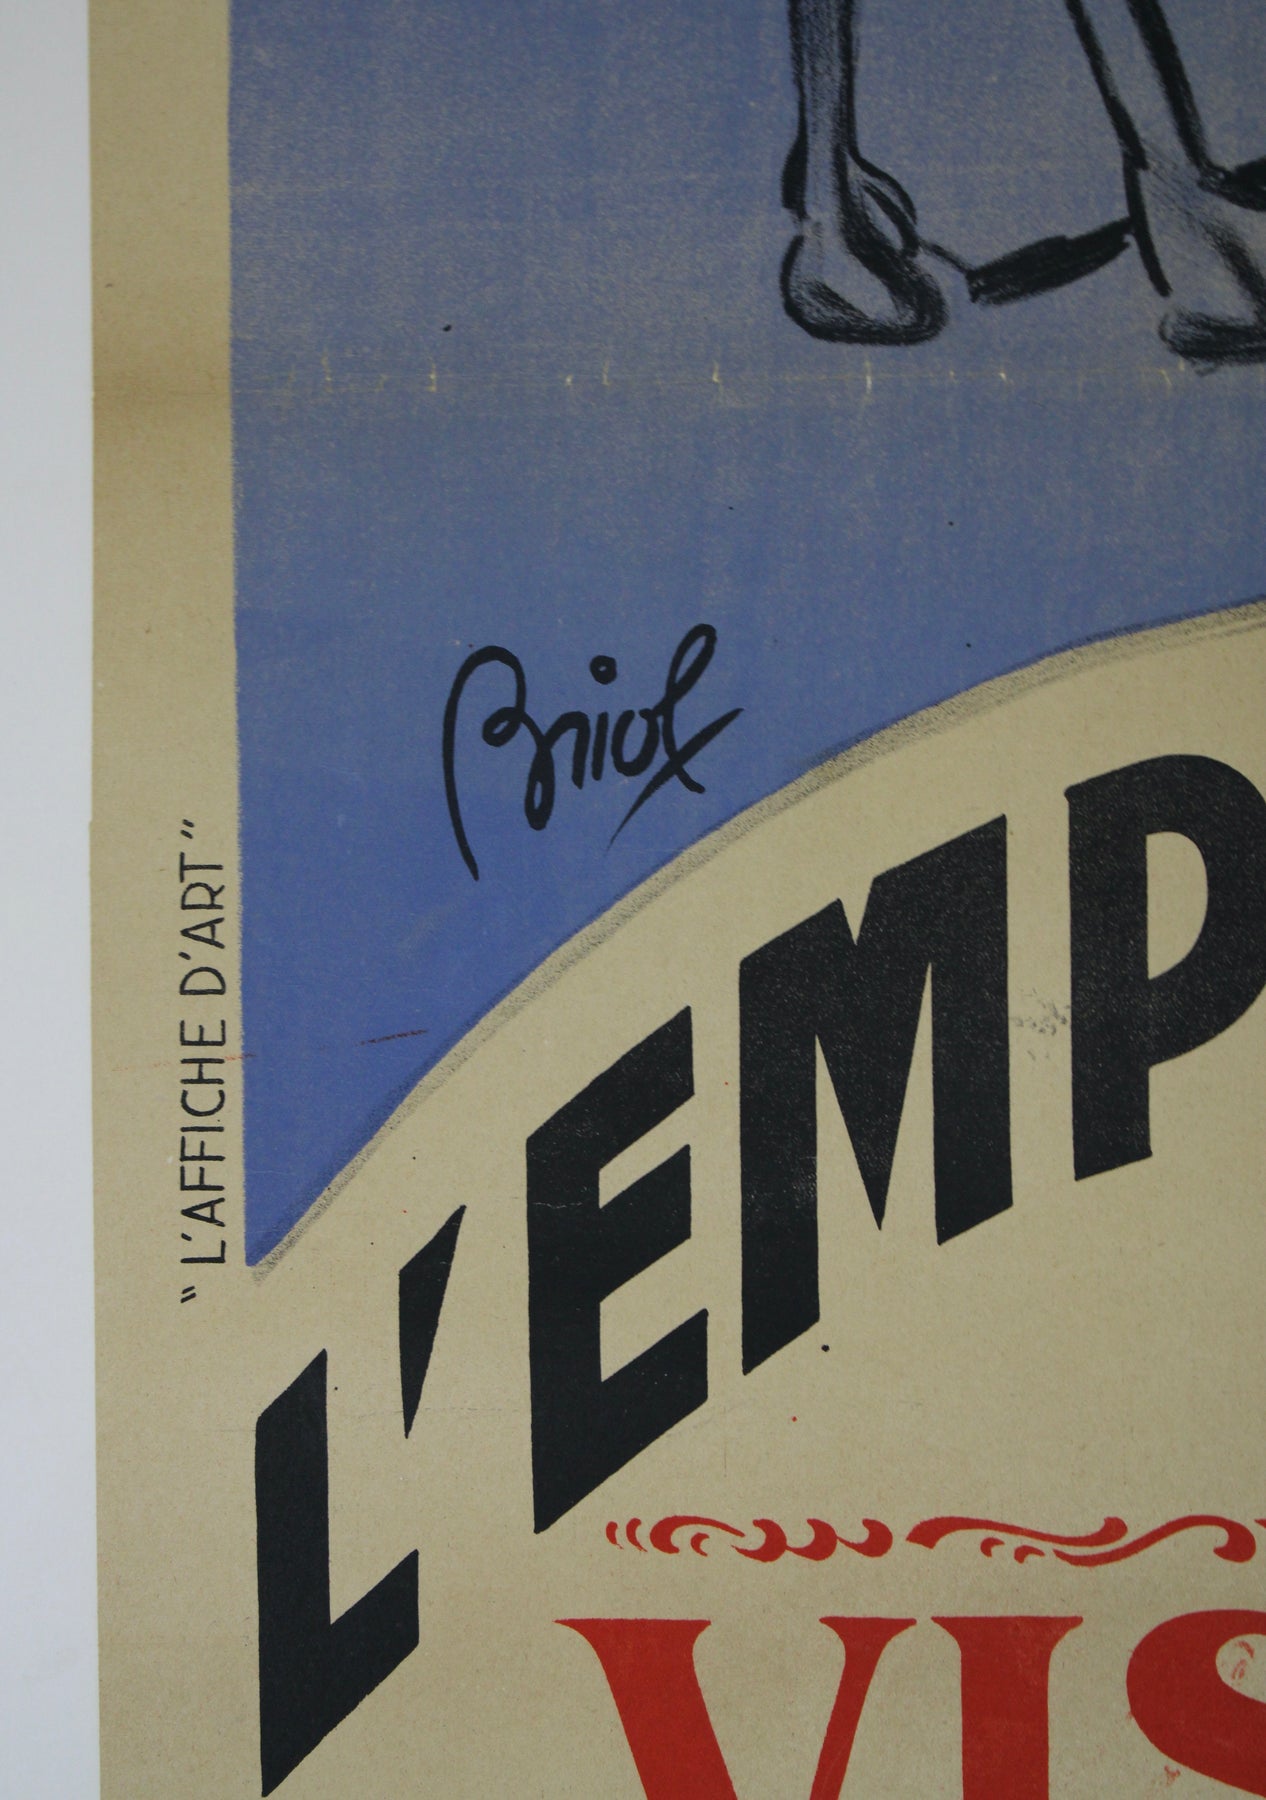 Briol
" L'AFFICHE D'ART "
L'EMP
VIS